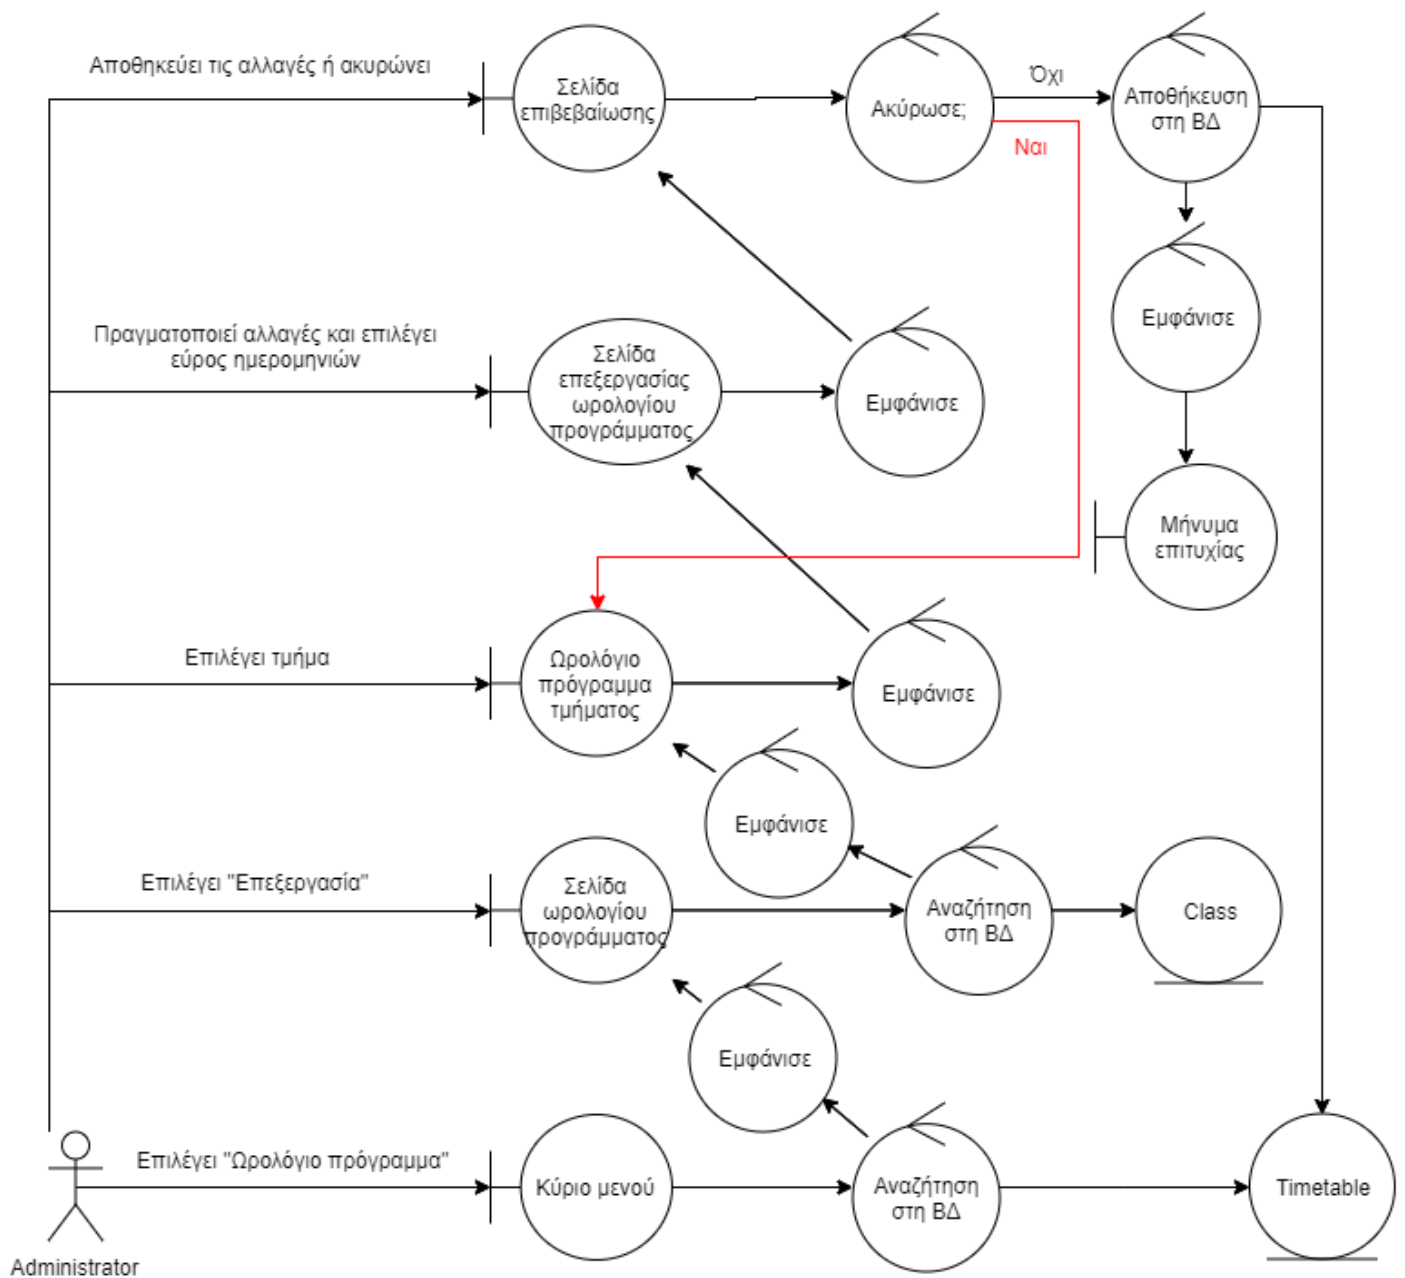 Αποθηκεύει τις αλλαγές ή ακυρώνει
Σελίδα
επιβεβαίωσης
Ακύρωσε;
Όχι
Ναι
Αποθήκευση
στη ΒΔ
Εμφάνισε
Πραγματοποιεί αλλαγές και επιλέγει
εύρος ημερομηνιών
Σελίδα
επεξεργασίας
ωρολογίου
προγράμματος
Εμφάνισε
Μήνυμα
επιτυχίας
Επιλέγει τμήμα
Ωρολόγιο
πρόγραμμα
τμήματος
Εμφάνισε
Εμφάνισε
Επιλέγει "Επεξεργασία"
Σελίδα
ωρολογίου
προγράμματος
Αναζήτηση
στη ΒΔ
Class
Εμφάνισε
Επιλέγει "Ωρολόγιο πρόγραμμα"
Κύριο μενού
Αναζήτηση
στη ΒΔ
Timetable
Administrator